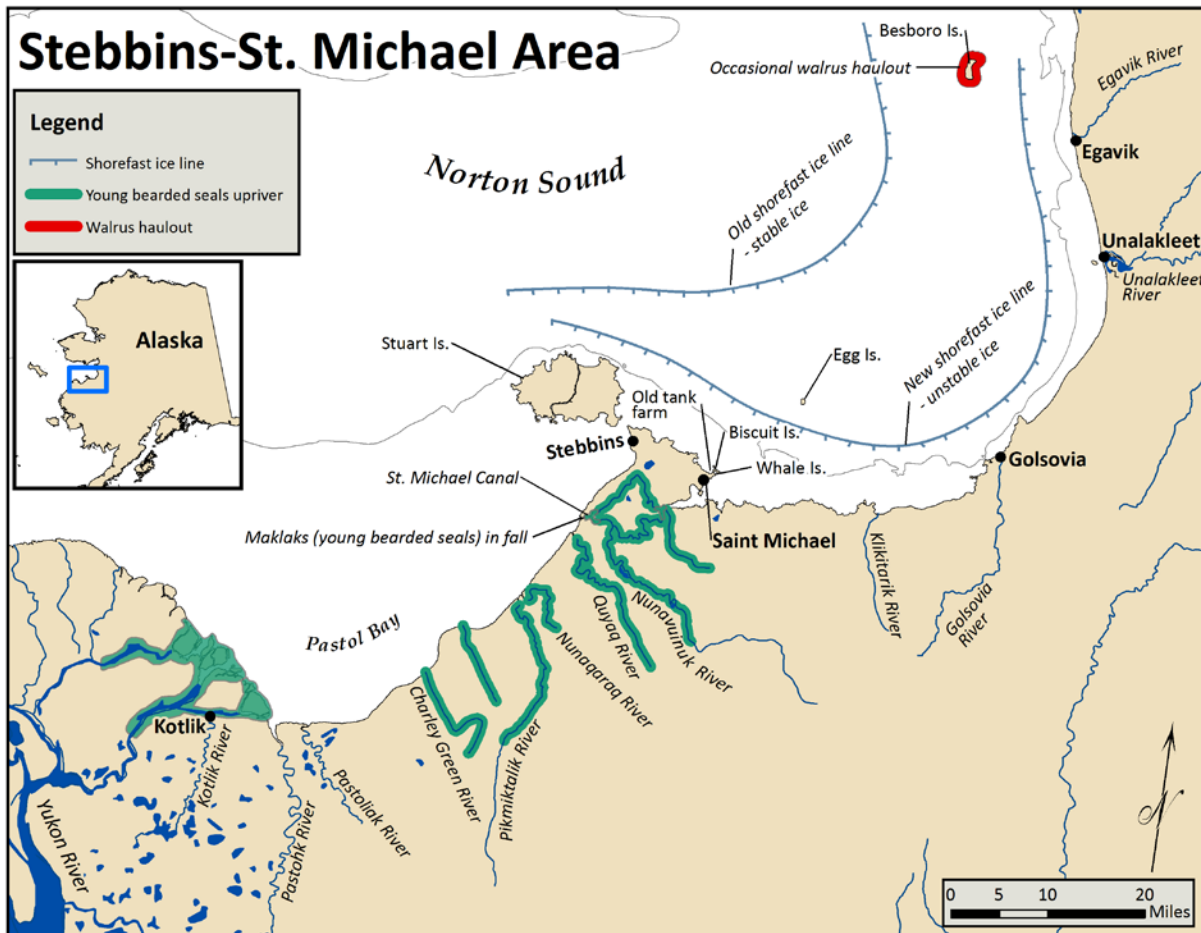 Stebbins-St. Michael Area
Legend
Shorefast ice line
Young bearded seals upriver
Walrus haulout
Alaska
Norton Sound
Besboro Is.
Occasional walrus haulout
Egavik River
Egavik
Old shorefast ice line
- stable ice
Unalakleet
Unalakleet
River
Stuart Is.
Egg Is.
New shorefast ice line
- unstable ice
Old tank
farm
Biscuit Is.
Stebbins
Whale Is.
Golsovia
St. Michael Canal
Maklaks (young bearded seals) in fall
Saint Michael
Klikitarik River
Golsovia
River
Pastol Bay
Nunavuinuk River
Quyaq River
Nunaqaraq River
Charley Green River
Pikmiktalik River
Kotlik
Kotlik River
Pastoliak River
Pastohk River
Yukon River
N
0 5 10 20
Miles